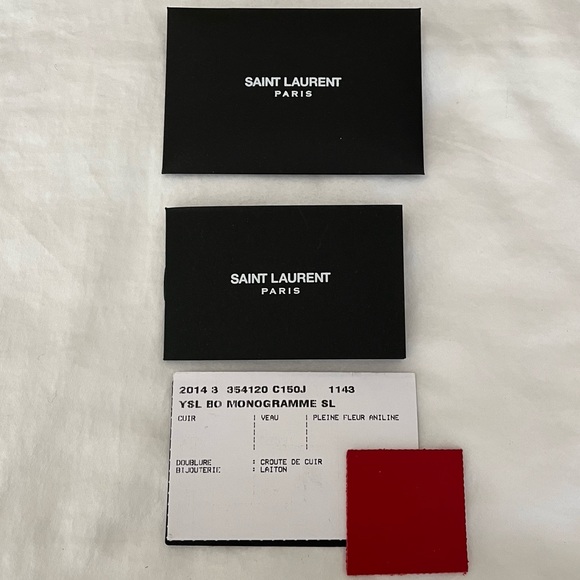 SAINT LAURENT
PARIS
SAINT LAURENT
PARIS
2014 3 354120 C150J 1143
YSL BO MONOGRAMME SL
CUIR | VEAU | PLEINE FLEUR ANILINE
DOUBLURE : CROUTE DE CUIR
BIJOUTERIE : LAITON